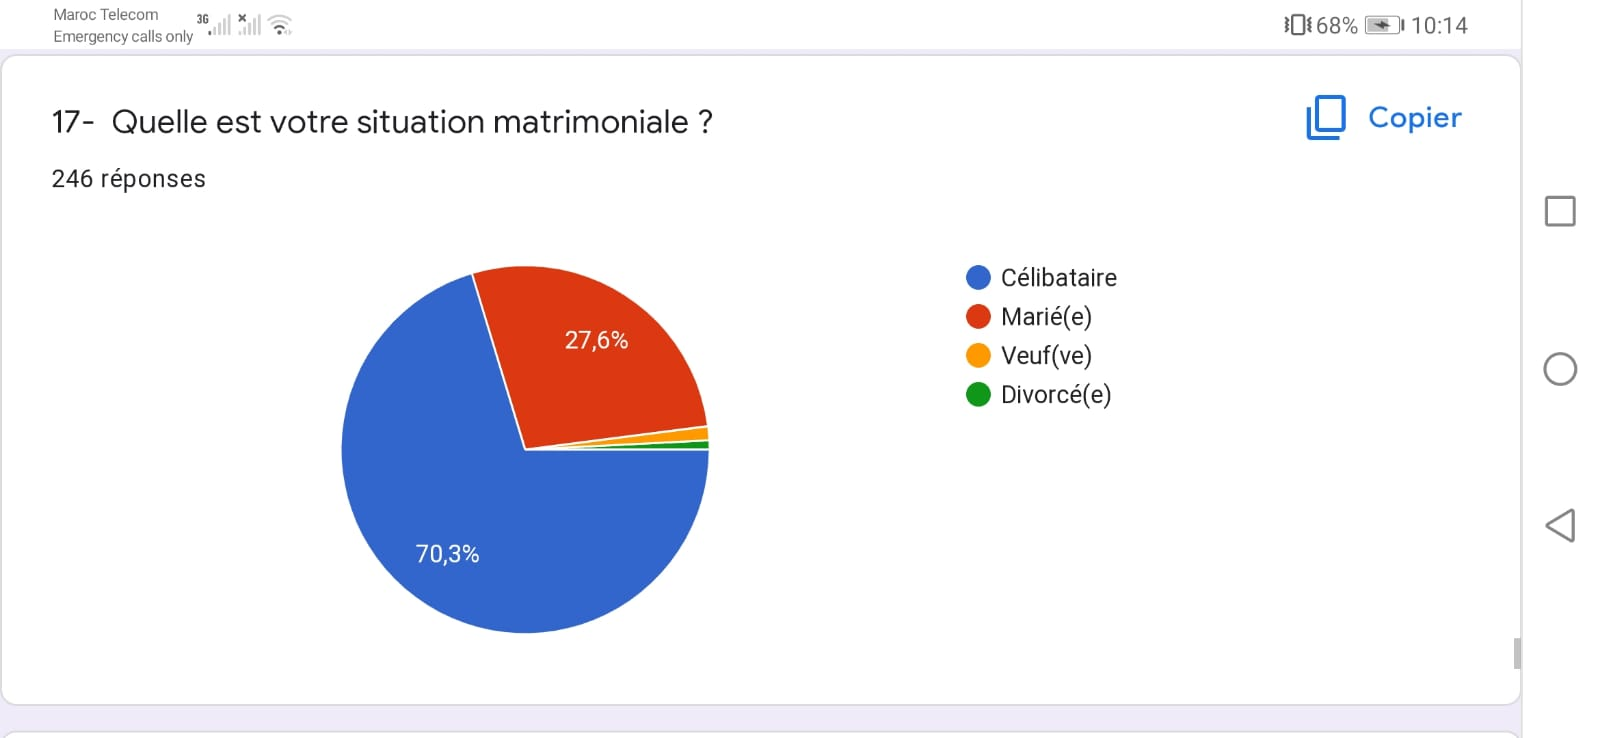 Maroc Telecom
Emergency calls only
3G
68%
10:14
17- Quelle est votre situation matrimoniale ?
Copier
246 réponses
27,6%
70,3%
Célibataire
Marié(e)
Veuf(ve)
Divorcé(e)